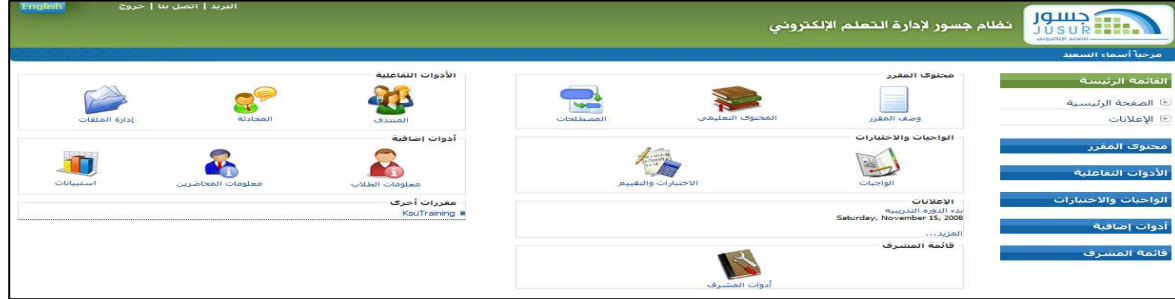 English
البريد | اتصل بنا | خروج
جسور
JUSUR
التعلم الإلكتروني
نظام جسور لإدارة التعلم الإلكتروني
مرحباً أسماء السعيد
القائمة الرئيسة
الصفحة الرئيسية
الإعلانات
محتوى المقرر
الأدوات التفاعلية
الواجبات والاختبارات
أدوات إضافية
قائمة المشرف
محتوى المقرر
وصف المقرر
المحتوى التعليمي
المصطلحات
الواجبات والاختبارات
الواجبات
الاختبارات والتقييم
الإعلانات
بدء الدورة التدريبية
Saturday, November 15, 2008
المزيد...
قائمة المشرف
أدوات المشرف
الأدوات التفاعلية
المنتدى
المحادثة
إدارة الملفات
أدوات إضافية
معلومات الطلاب
معلومات المحاضرين
استبيانات
مقررات أخرى
KsuTraining